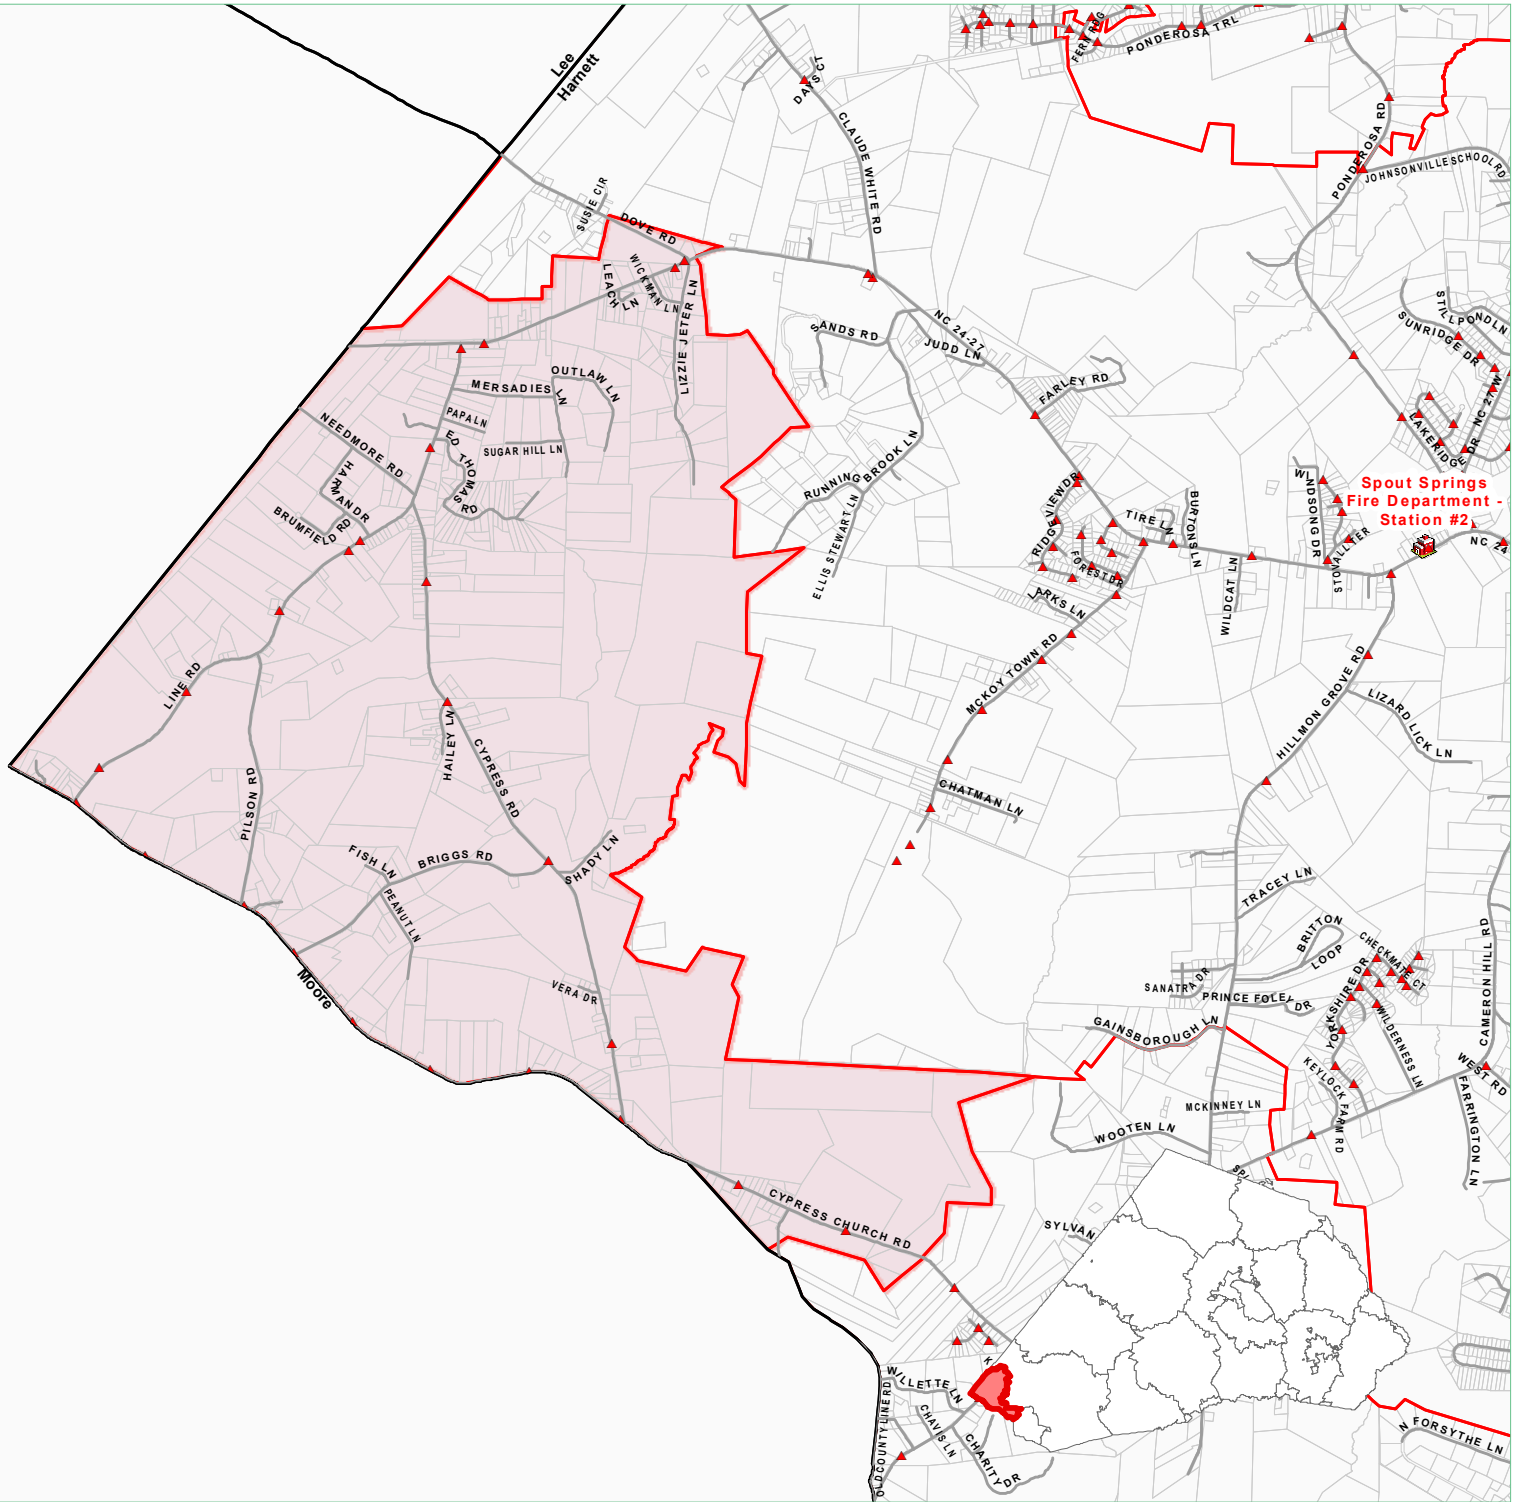 Lee
Harnett
DAYS CT
CLAUDE WHITE RD
FERN RDG
PONDEROSA TRL
PONDEROSA RD
JOHNSONVILLE SCHOOL RD
SUSIE CIR
DOVE RD
WICKMAN LN
LEACH LN
LIZZIE JETER LN
SANDS RD
NC 24-27
JUDD LN
FARLEY RD
STILLPONDLN
SUNRIDGE DR
NC 27 W
LAKERIDGE DR
MERSADIES LN
OUTLAW LN
PAPA LN
SUGAR HILL LN
ED THOMAS RD
NEEDMORE RD
HARMAN DR
BRUMFIELD RD
RUNNING BROOK LN
ELLIS STEWART LN
RIDGEVIEW DR
FOREST DR
TIRE LN
BURTONS LN
WILDCAT LN
WINDSONG DR
STOVALL TER
Spout Springs
Fire Department -
Station #2
NC 24
ARKS LN
MCKOY TOWN RD
HILLMON GROVE RD
LIZARD LICK LN
LINE RD
PILSON RD
HAILEY LN
CYPRESS RD
CHATMAN LN
FISH LN
BRIGGS RD
SHADY LN
PEANUT LN
TRACEY LN
BRITTON LOOP
CHECKMATE CT
CAMERON HILL RD
SANATRA DR
PRINCE FOLEY DR
YORKSHIRE DR
WILDERNESS LN
Moore
VERA DR
GAINSBOROUGH LN
KEYLOCK FARM RD
WEST RD
FARRINGTON LN
MCKINNEY LN
WOOTEN LN
CYPRESS CHURCH RD
SYLVAN
WILLETTE LN
OLD COUNTY LINE RD
CHAVIS LN
CHARITY DR
N FORSYTHE LN